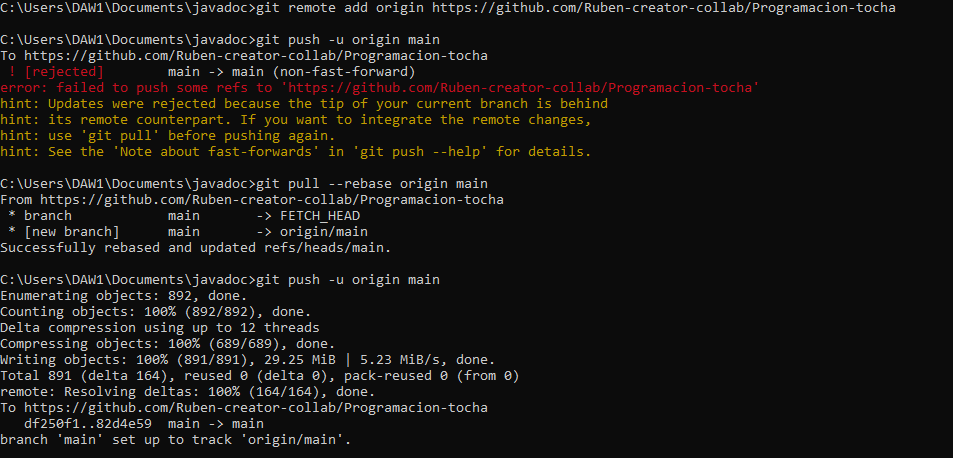 C:\Users\DAW1\Documents\javadoc>git remote add origin https://github.com/Ruben-creator-collab/Programacion-tocha
C:\Users\DAW1\Documents\javadoc>git push -u origin main
To https://github.com/Ruben-creator-collab/Programacion-tocha
 ! [rejected]        main -> main (non-fast-forward)
error: failed to push some refs to 'https://github.com/Ruben-creator-collab/Programacion-tocha'
hint: Updates were rejected because the tip of your current branch is behind
hint: its remote counterpart. If you want to integrate the remote changes,
hint: use 'git pull' before pushing again.
hint: See the 'Note about fast-forwards' in 'git push --help' for details.
C:\Users\DAW1\Documents\javadoc>git pull --rebase origin main
From https://github.com/Ruben-creator-collab/Programacion-tocha
 * branch            main       -> FETCH_HEAD
 * [new branch]      main       -> origin/main
Successfully rebased and updated refs/heads/main.
C:\Users\DAW1\Documents\javadoc>git push -u origin main
Enumerating objects: 892, done.
Counting objects: 100% (892/892), done.
Delta compression using up to 12 threads
Compressing objects: 100% (689/689), done.
Writing objects: 100% (891/891), 29.25 MiB | 5.23 MiB/s, done.
Total 891 (delta 164), reused 0 (delta 0), pack-reused 0 (from 0)
remote: Resolving deltas: 100% (164/164), done.
To https://github.com/Ruben-creator-collab/Programacion-tocha
   df250f1..82d4e59  main -> main
branch 'main' set up to track 'origin/main'.